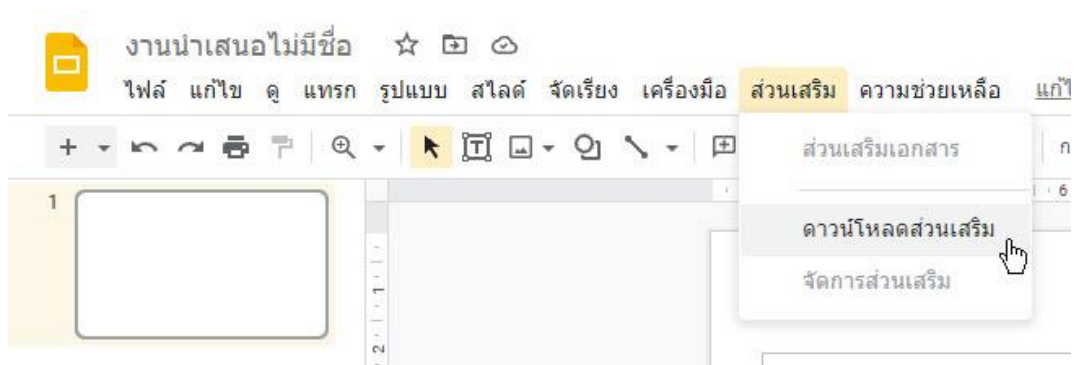 งานนำเสนอไม่มีชื่อ
ไฟล์ แก้ไข ดู แทรก รูปแบบ สไลด์ จัดเรียง เครื่องมือ ส่วนเสริม ความช่วยเหลือ
ส่วนเสริมเอกสาร
1 6
ดาวน์โหลดส่วนเสริม
จัดการส่วนเสริม
1
2